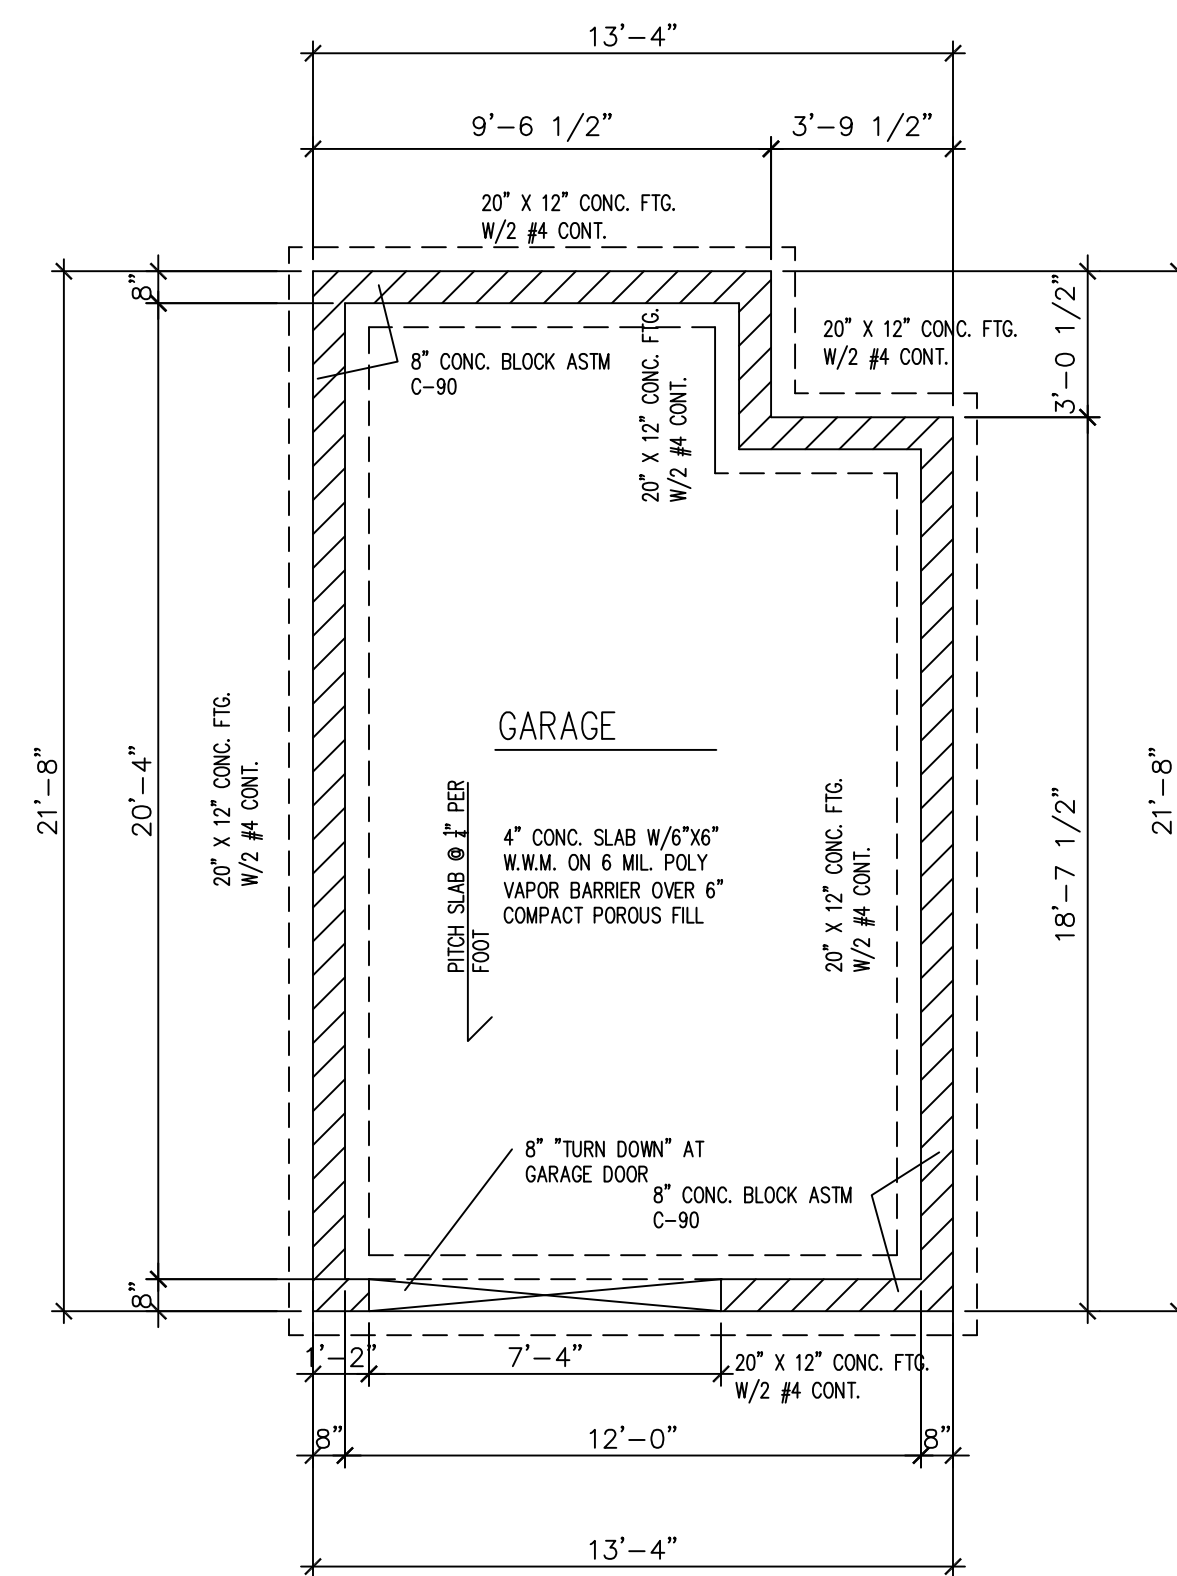 13'-4"
9'-6 1/2"
3'-9 1/2"
20" X 12" CONC. FTG.
W/2 #4 CONT.
8"
20" X 12" CONC. FTG.
W/2 #4 CONT.
3'-0 1/2"
8" CONC. BLOCK ASTM
C-90
20" X 12" CONC. FTG.
W/2 #4 CONT.
GARAGE
21'-8"
20'-4"
20" X 12" CONC. FTG.
W/2 #4 CONT.
PITCH SLAB @ 1/4" PER
FOOT
4" CONC. SLAB W/6"X6"
W.W.M. ON 6 MIL. POLY
VAPOR BARRIER OVER 6"
COMPACT POROUS FILL
20" X 12" CONC. FTG.
W/2 #4 CONT.
18'-7 1/2"
21'-8"
8" "TURN DOWN" AT
GARAGE DOOR
8" CONC. BLOCK ASTM
C-90
8"
1'-2"
7'-4"
20" X 12" CONC. FTG.
W/2 #4 CONT.
8"
12'-0"
8"
13'-4"